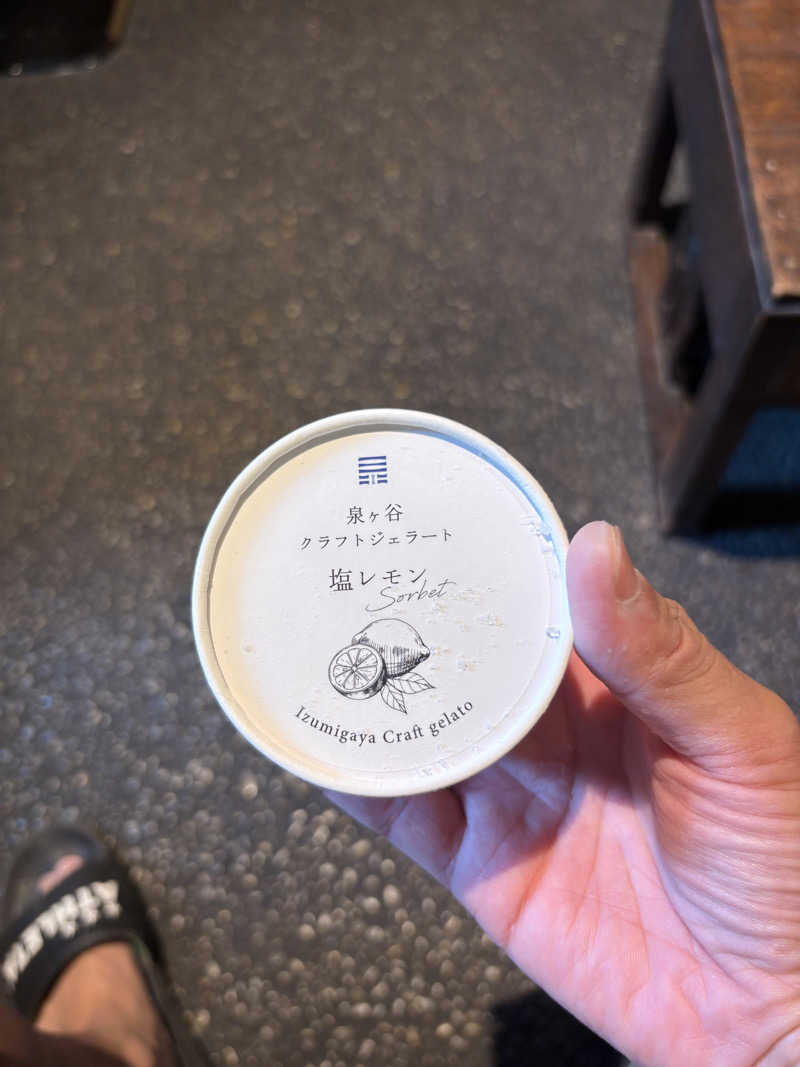 泉ヶ谷
クラフトジェラート
塩レモン
Sorbet
Izumigaya Craft gelato